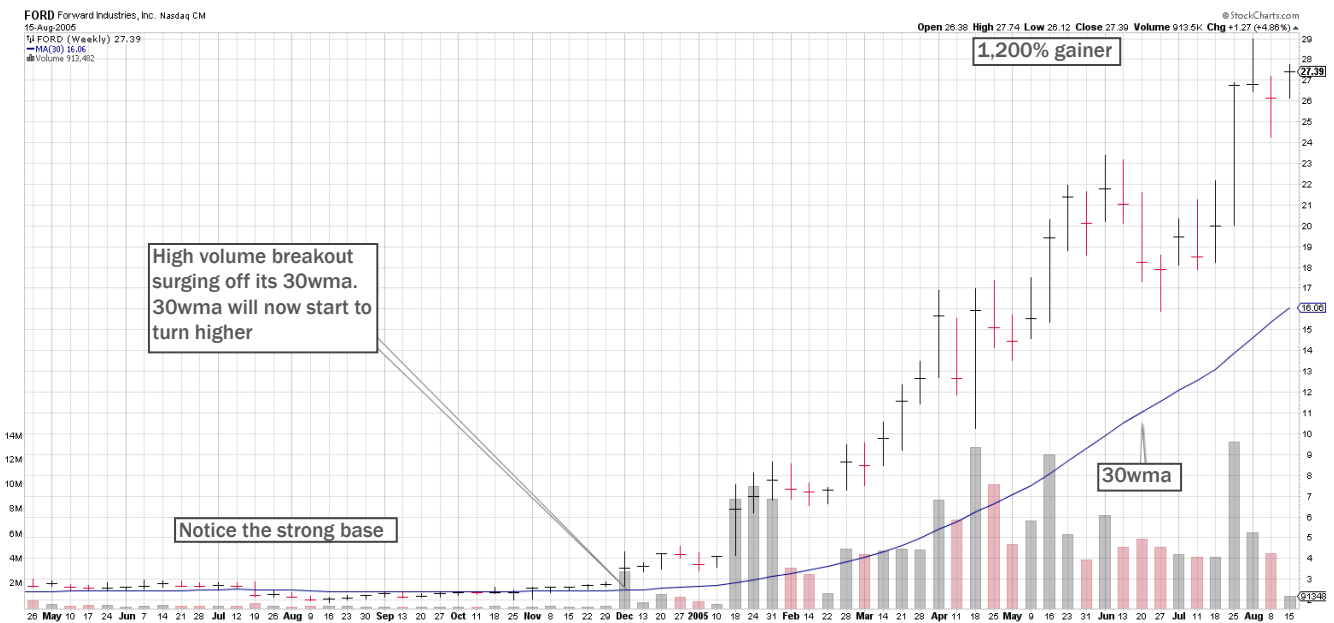 FORD Forward Industries, Inc. Nasdaq CM
© StockCharts.com
15-Aug-2005
Open 26.38 High 27.74 Low 26.12 Close 27.39 Volume 913.5K Chg +1.27 (+4.86%)
FORD (Weekly) 27.39
MA(30) 16.06
Volume 913,482
1,200% gainer
29
28
27.39
27
26
25
24
23
22
21
20
19
18
17
16.06
15
14
13
12
11
10
9
8
7
6
5
4
3
2
91348
High volume breakout
surging off its 30wma.
30wma will now start to
turn higher
14M
12M
10M
8M
6M
4M
2M
30wma
Notice the strong base
26 May 10 17 24 Jun 7 14 21 28 Jul 12 19 26 Aug 9 16 23 30 Sep 13 20 27 Oct 11 18 25 Nov 8 15 22 29 Dec 13 20 27 2005 10 18 24 31 Feb 14 22 28 Mar 14 21 28 Apr 11 18 25 May 9 16 23 31 Jun 13 20 27 Jul 11 18 25 Aug 8 15